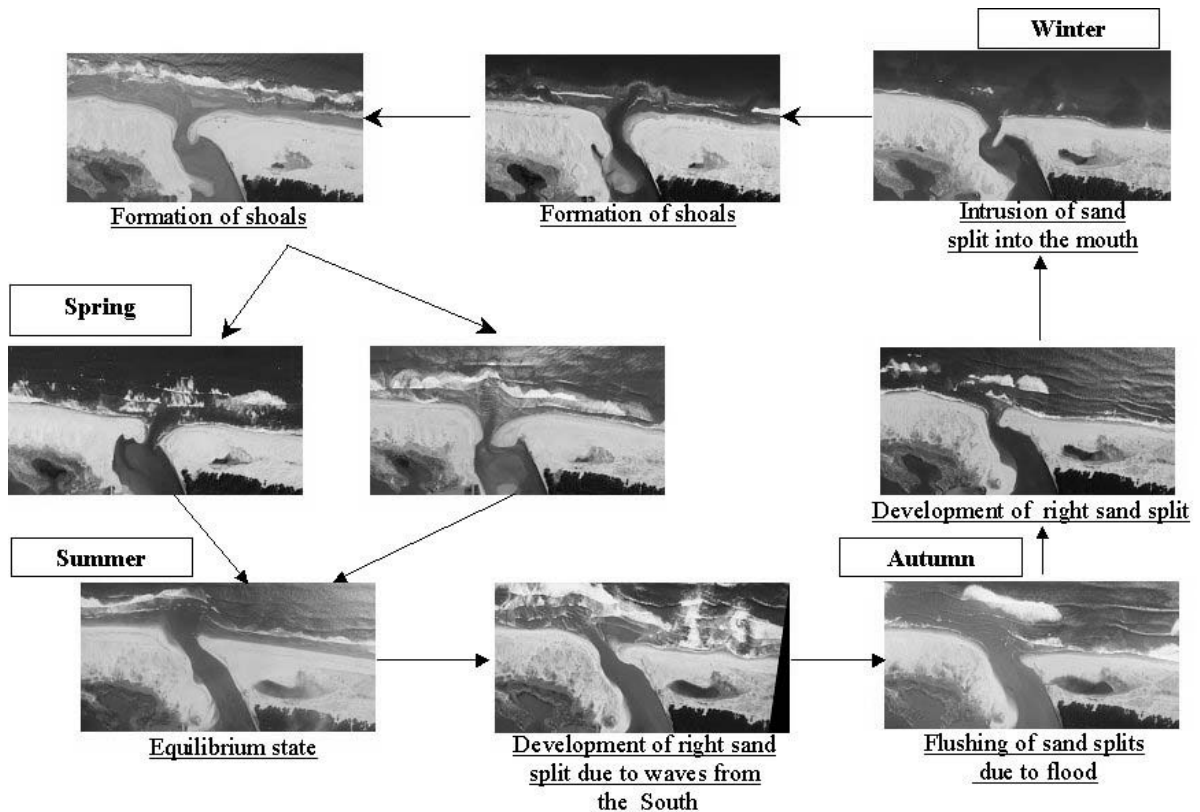 Winter
Formation of shoals
Formation of shoals
Intrusion of sand
split into the mouth
Spring
Development of right sand split
Summer
Autumn
Equilibrium state
Development of right sand
split due to waves from
the South
Flushing of sand splits
due to flood